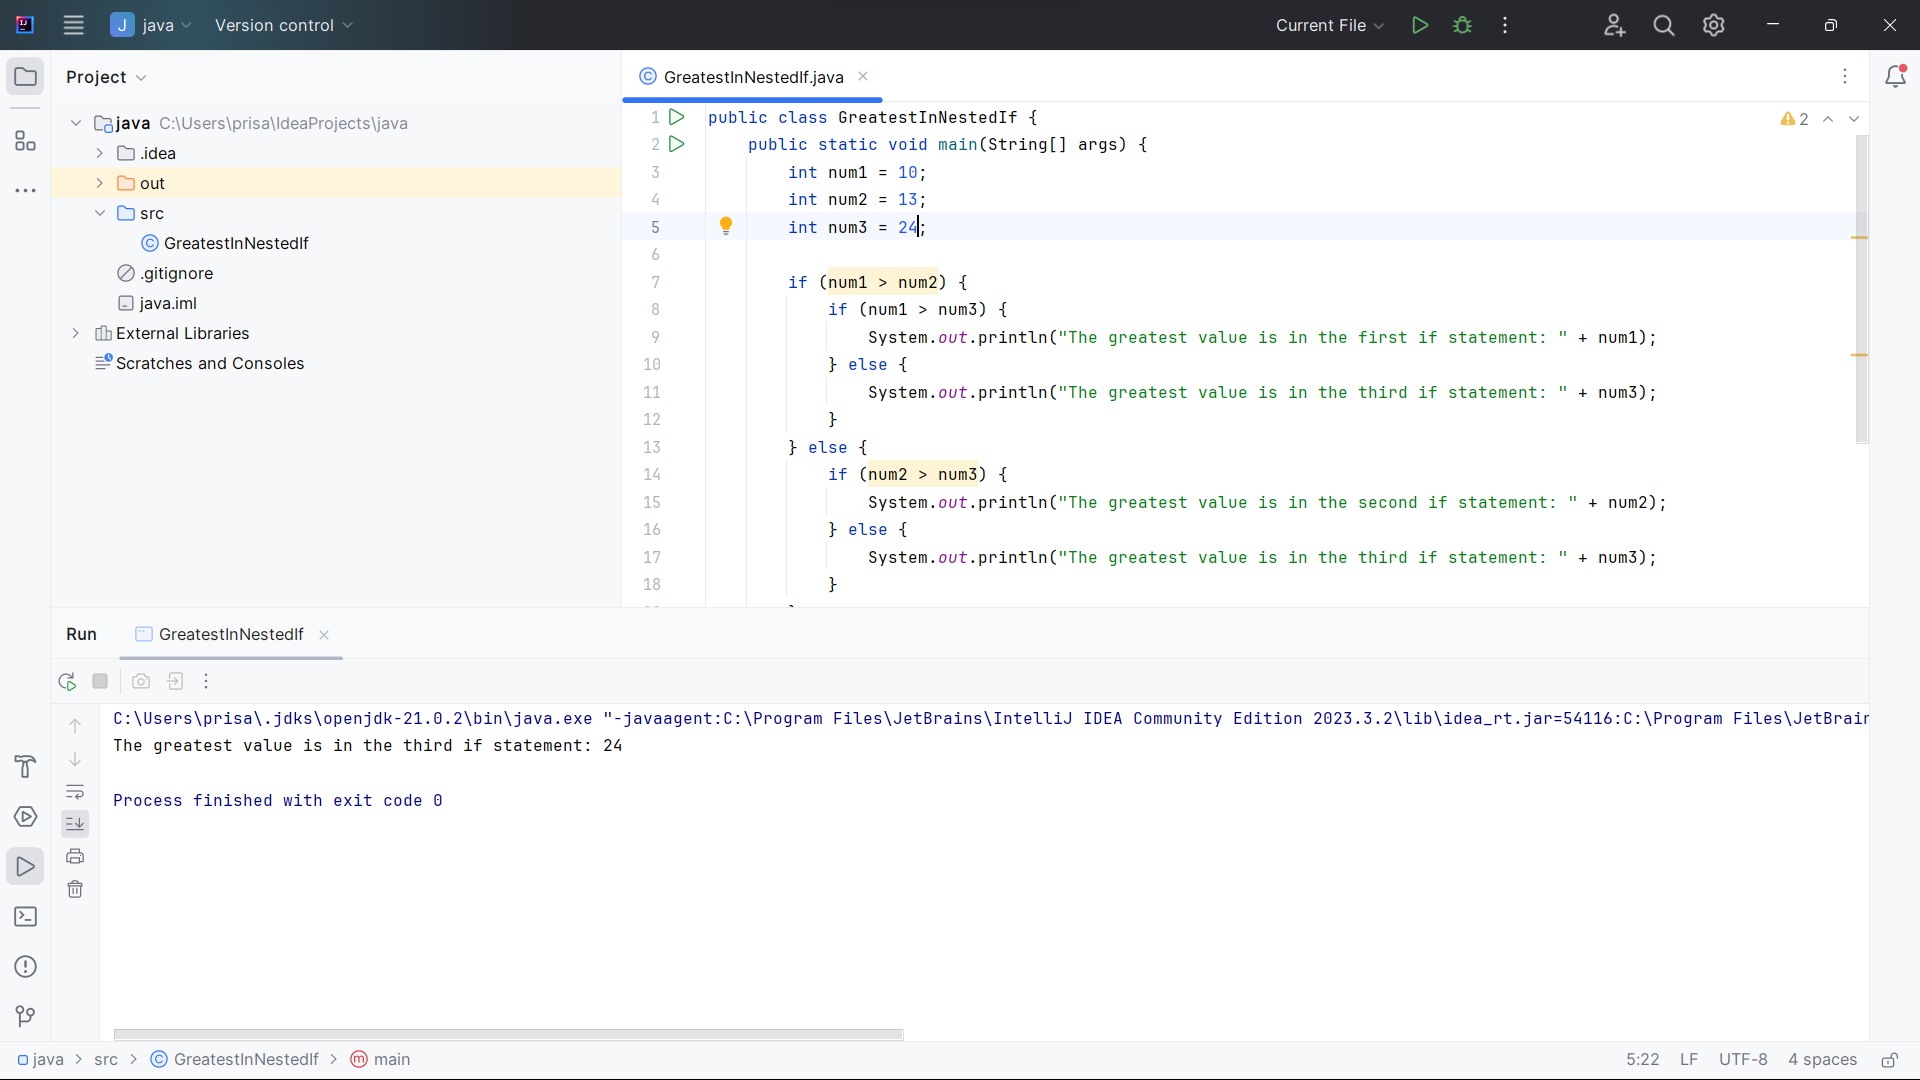 IJ
J java Version control
Current File
Project
java C:\Users\prisa\IdeaProjects\java
.idea
out
src
GreatestInNestedIf
.gitignore
java.iml
External Libraries
Scratches and Consoles
GreatestInNestedIf.java
2
1 public class GreatestInNestedIf {
2 public static void main(String[] args) {
3 int num1 = 10;
4 int num2 = 13;
5 int num3 = 24;
6
7 if (num1 > num2) {
8 if (num1 > num3) {
9 System.out.println("The greatest value is in the first if statement: " + num1);
10 } else {
11 System.out.println("The greatest value is in the third if statement: " + num3);
12 }
13 } else {
14 if (num2 > num3) {
15 System.out.println("The greatest value is in the second if statement: " + num2);
16 } else {
17 System.out.println("The greatest value is in the third if statement: " + num3);
18 }
Run GreatestInNestedIf
C:\Users\prisa\.jdks\openjdk-21.0.2\bin\java.exe "-javaagent:C:\Program Files\JetBrains\IntelliJ IDEA Community Edition 2023.3.2\lib\idea_rt.jar=54116:C:\Program Files\JetBrain
The greatest value is in the third if statement: 24
Process finished with exit code 0
java > src > GreatestInNestedIf > main
5:22 LF UTF-8 4 spaces